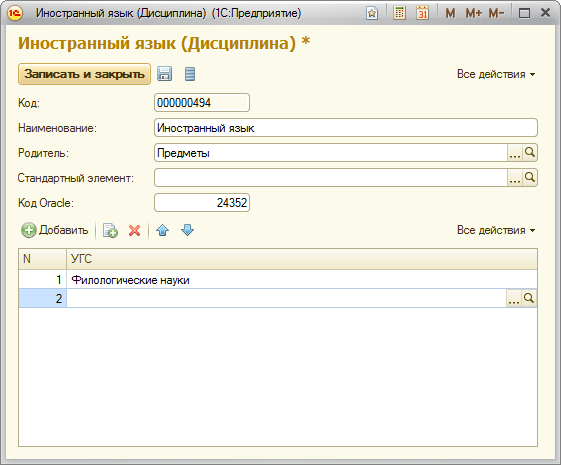 Иностранный язык (Дисциплина) (1С:Предприятие)
M M+ M-
Иностранный язык (Дисциплина) *
Записать и закрыть Все действия
Код: 000000494
Наименование: Иностранный язык
Родитель: Предметы ...
Стандартный элемент: ...
Код Oracle: 24352
Добавить Все действия
N УГС
1 Филологические науки
2 ...